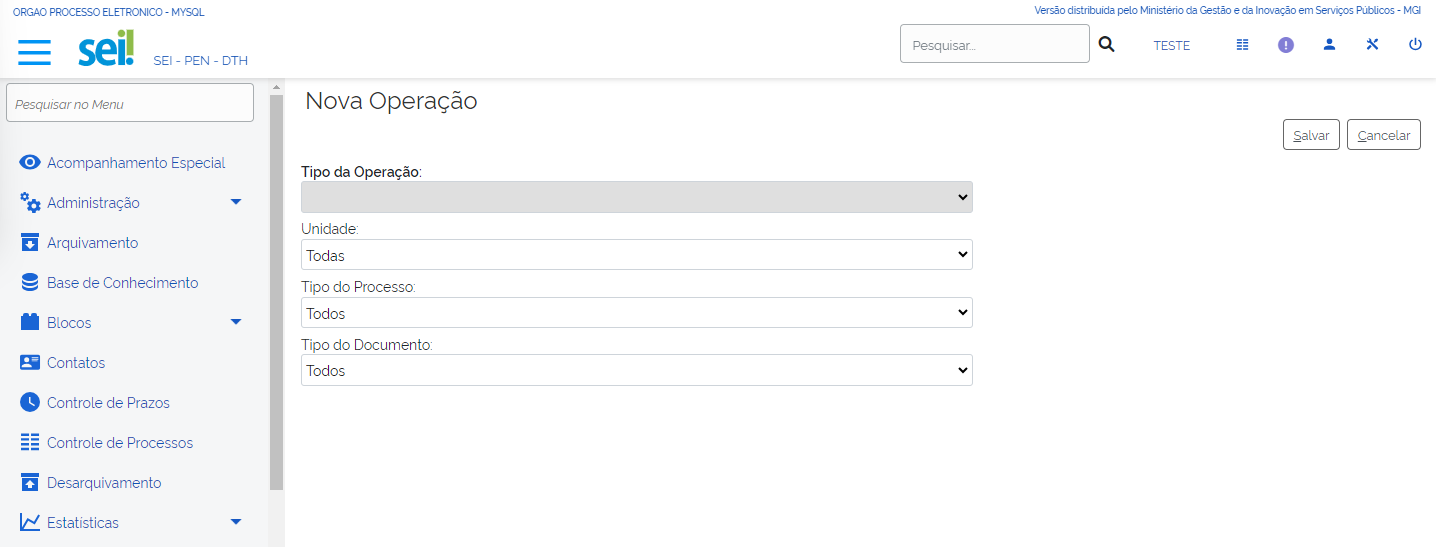 ORGAO PROCESSO ELETRONICO - MYSQL
Versão distribuída pelo Ministério da Gestão e da Inovação em Serviços Públicos - MGI
sei!
SEI - PEN - DTH
Pesquisar...
TESTE
Pesquisar no Menu
Acompanhamento Especial
Administração
Arquivamento
Base de Conhecimento
Blocos
Contatos
Controle de Prazos
Controle de Processos
Desarquivamento
Estatísticas
Nova Operação
Salvar
Cancelar
Tipo da Operação:
Unidade:
Todas
Tipo do Processo:
Todos
Tipo do Documento:
Todos